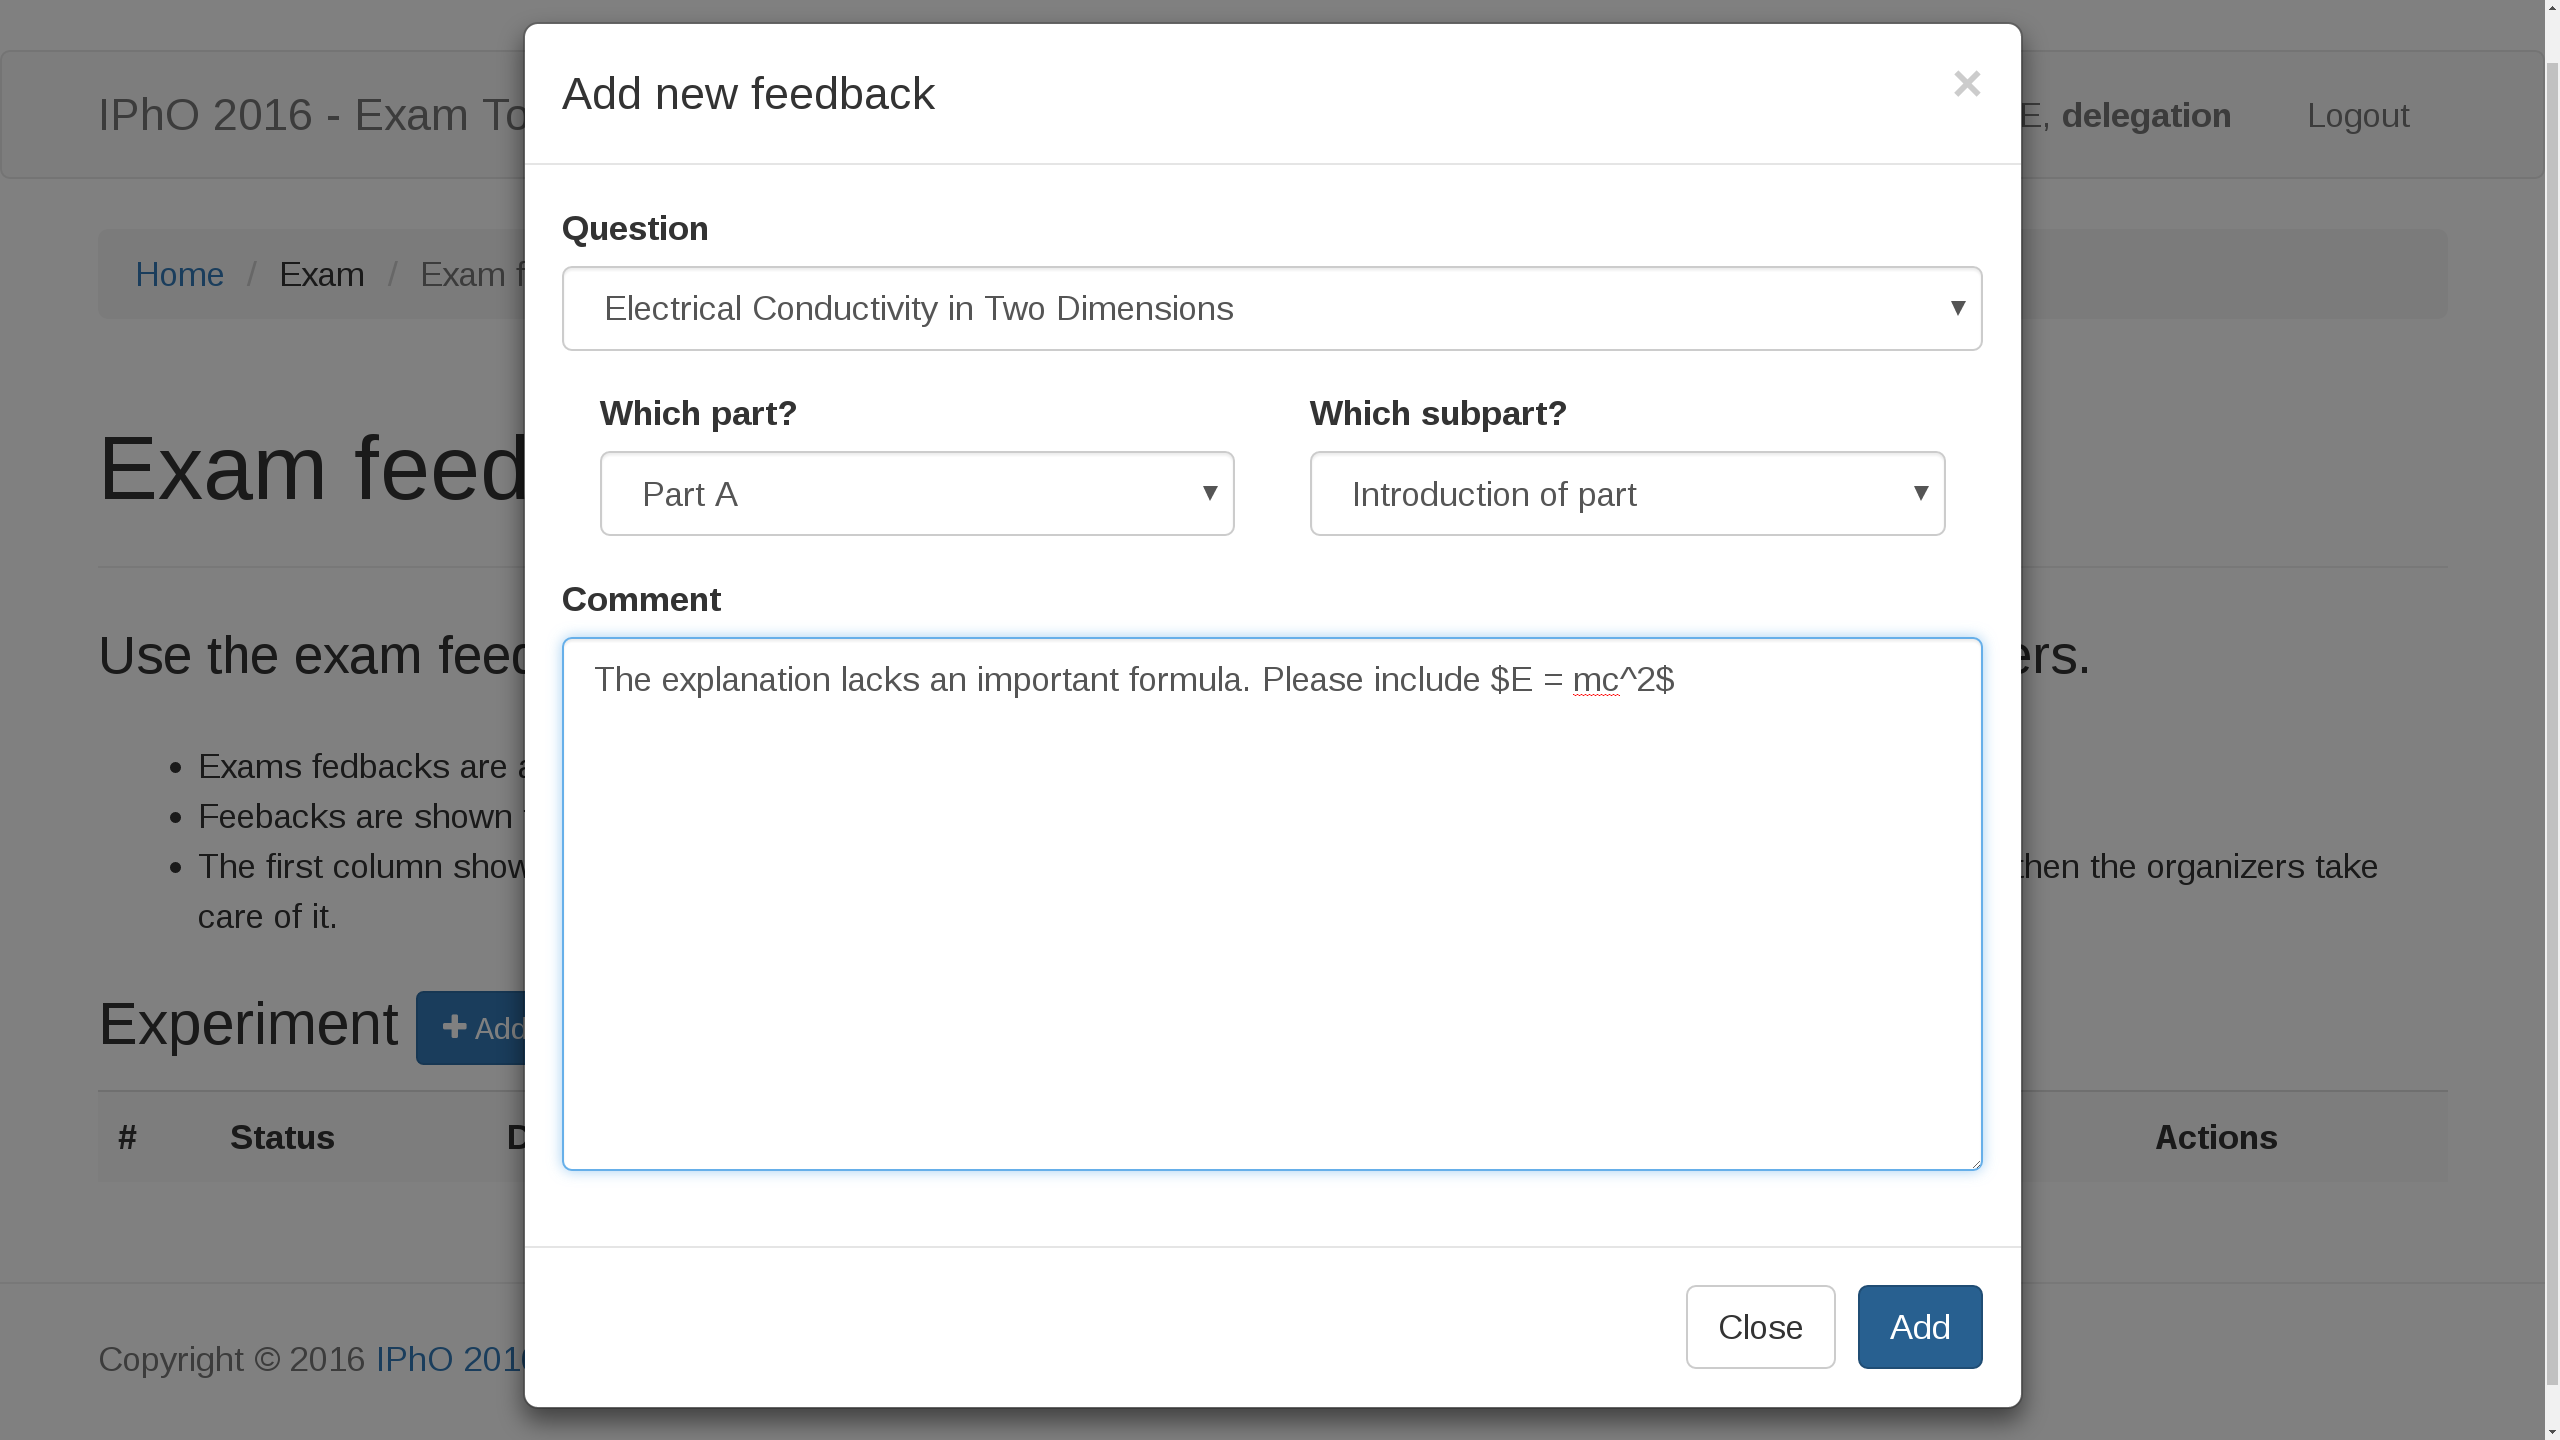 Add new feedback
×
IPhO 2016 - Exam To
E, delegation
Logout
Home / Exam / Exam f
Question
Electrical Conductivity in Two Dimensions
Which part?
Which subpart?
Part A
Introduction of part
Comment
The explanation lacks an important formula. Please include $E = mc^2$
Exam feed
Use the exam feed
ers.
Exams fedbacks are a
Feebacks are shown
The first column show
then the organizers take
care of it.
Experiment
Add
# Status D
Actions
Close
Add
Copyright © 2016 IPhO 2016